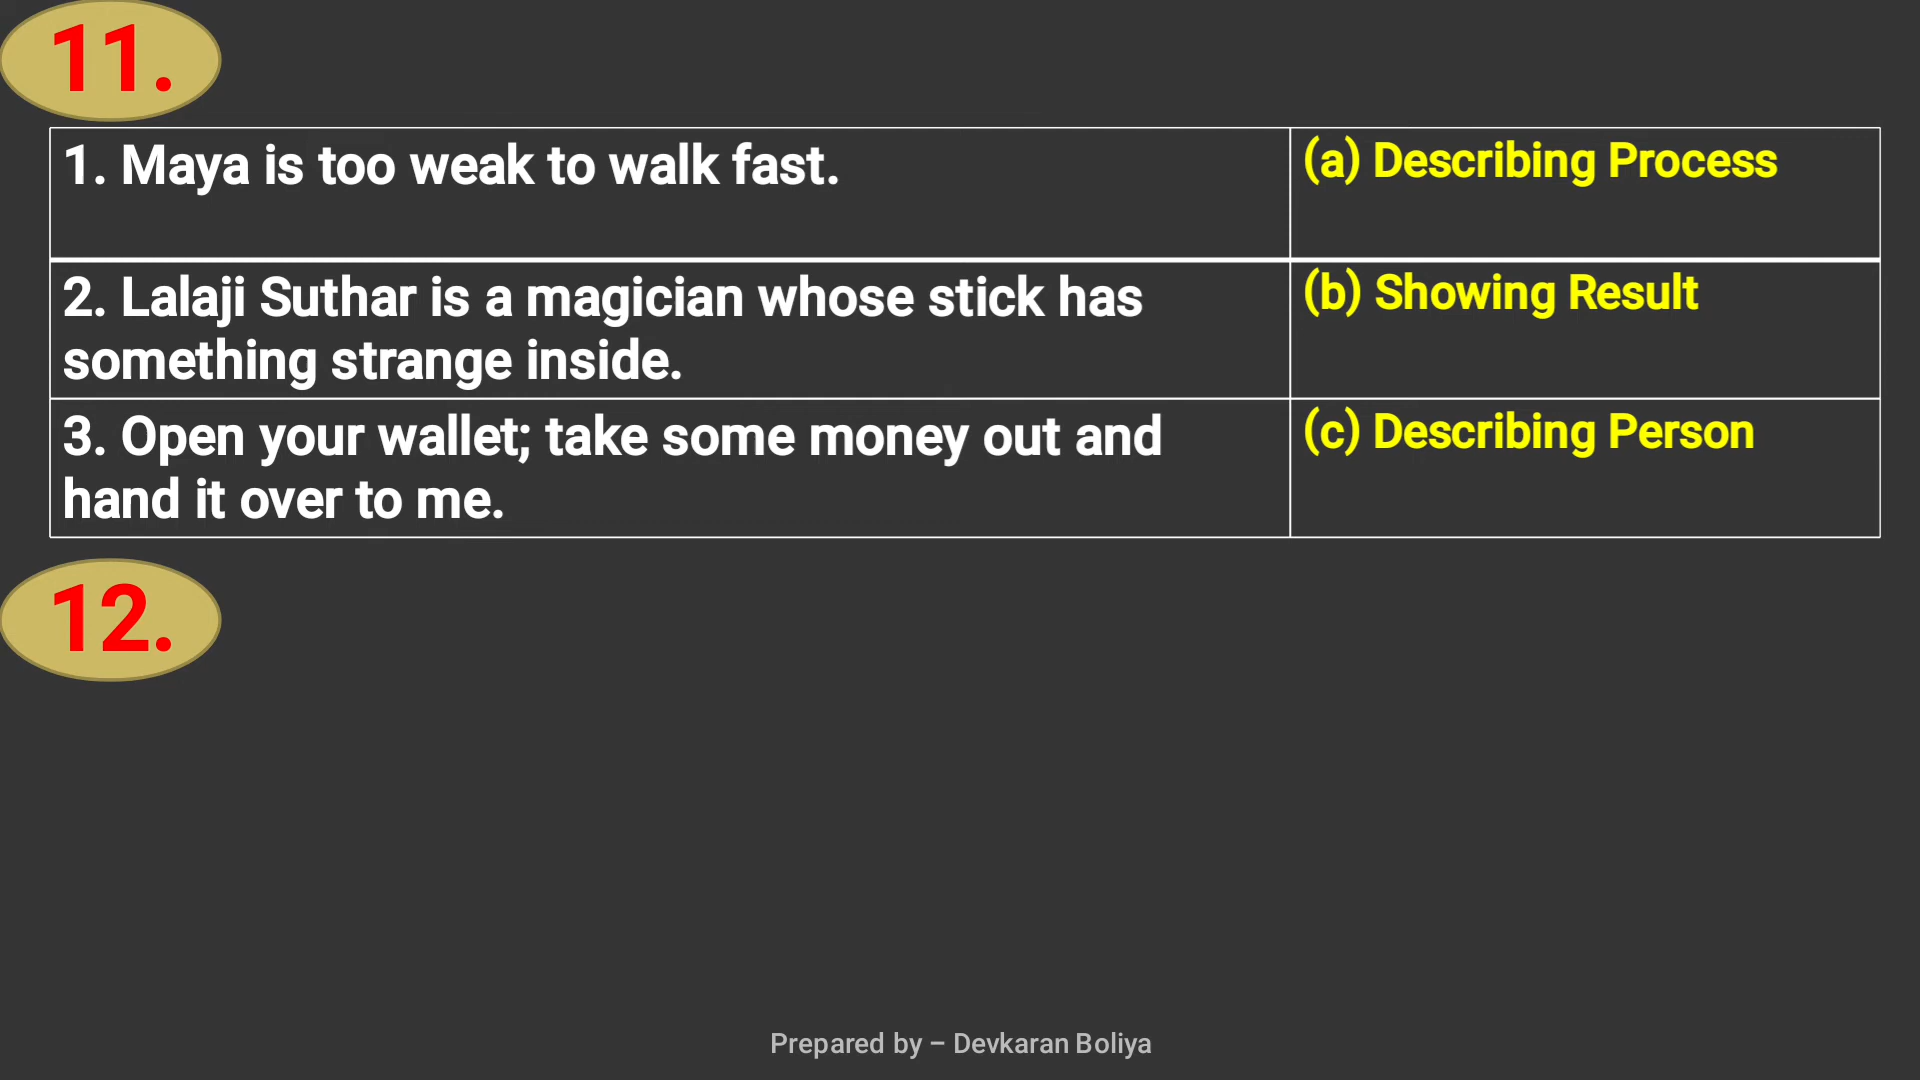 11.
1. Maya is too weak to walk fast.
(a) Describing Process
2. Lalaji Suthar is a magician whose stick has
something strange inside.
(b) Showing Result
3. Open your wallet; take some money out and
hand it over to me.
(c) Describing Person
12.
Prepared by – Devkaran Boliya